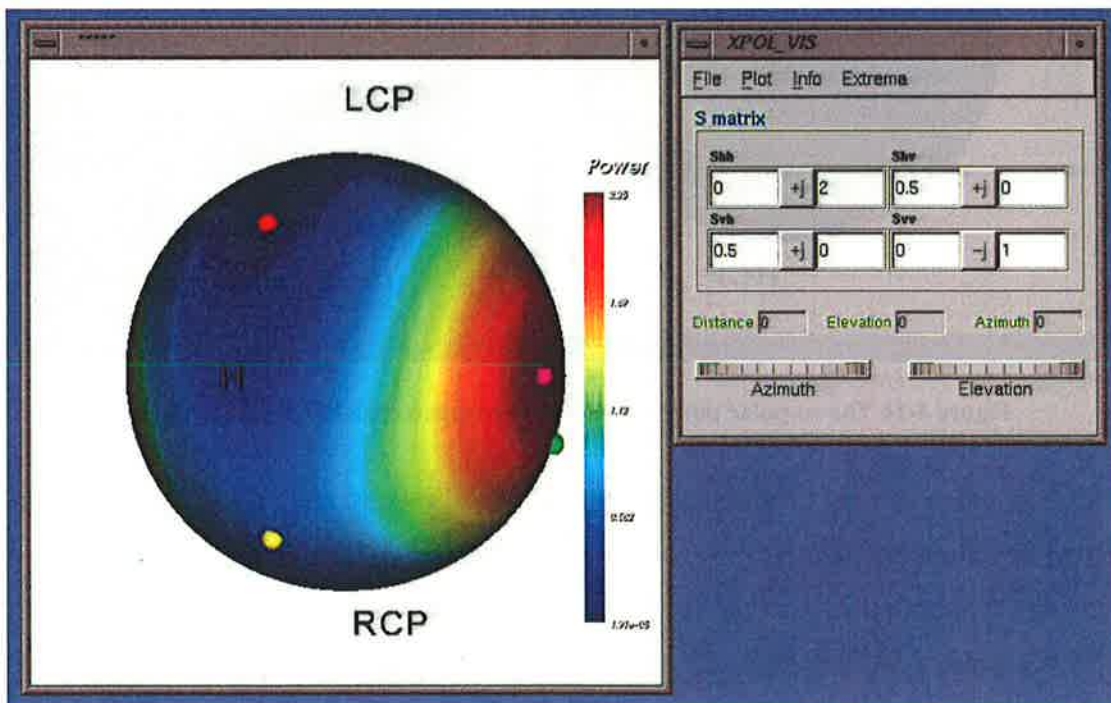 *****
LCP
Power
RCP
XPOL_VIS
File Plot Info Extrema
S matrix
Shh Shv
0 +j 2 0.5 +j 0
Svh Svv
0.5 +j 0 0 -j 1
Distance 0 Elevation 0 Azimuth 0
Azimuth Elevation